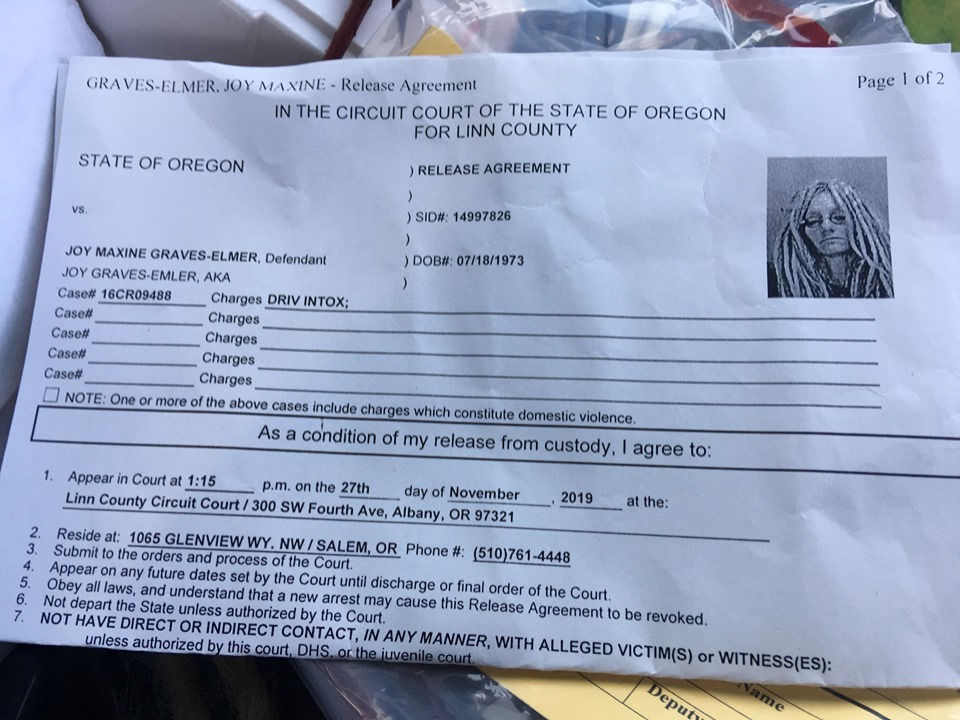 GRAVES-ELMER, JOY MAXINE - Release Agreement Page 1 of 2
IN THE CIRCUIT COURT OF THE STATE OF OREGON
FOR LINN COUNTY
STATE OF OREGON ) RELEASE AGREEMENT
)
vs. ) SID#: 14997826
)
JOY MAXINE GRAVES-ELMER, Defendant ) DOB#: 07/18/1973
JOY GRAVES-EMLER, AKA )
Case# 16CR09488 Charges DRIV INTOX;
Case# Charges
Case# Charges
Case# Charges
Case# Charges
NOTE: One or more of the above cases include charges which constitute domestic violence.
As a condition of my release from custody, I agree to:
1. Appear in Court at 1:15 p.m. on the 27th day of November , 2019 at the:
Linn County Circuit Court / 300 SW Fourth Ave, Albany, OR 97321
2. Reside at: 1065 GLENVIEW WY. NW / SALEM, OR Phone #: (510)761-4448
3. Submit to the orders and process of the Court.
4. Appear on any future dates set by the Court until discharge or final order of the Court.
5. Obey all laws, and understand that a new arrest may cause this Release Agreement to be revoked.
6. Not depart the State unless authorized by the Court.
7. NOT HAVE DIRECT OR INDIRECT CONTACT, IN ANY MANNER, WITH ALLEGED VICTIM(S) or WITNESS(ES):
unless authorized by this court, DHS, or the juvenile court.
Name
Deputy